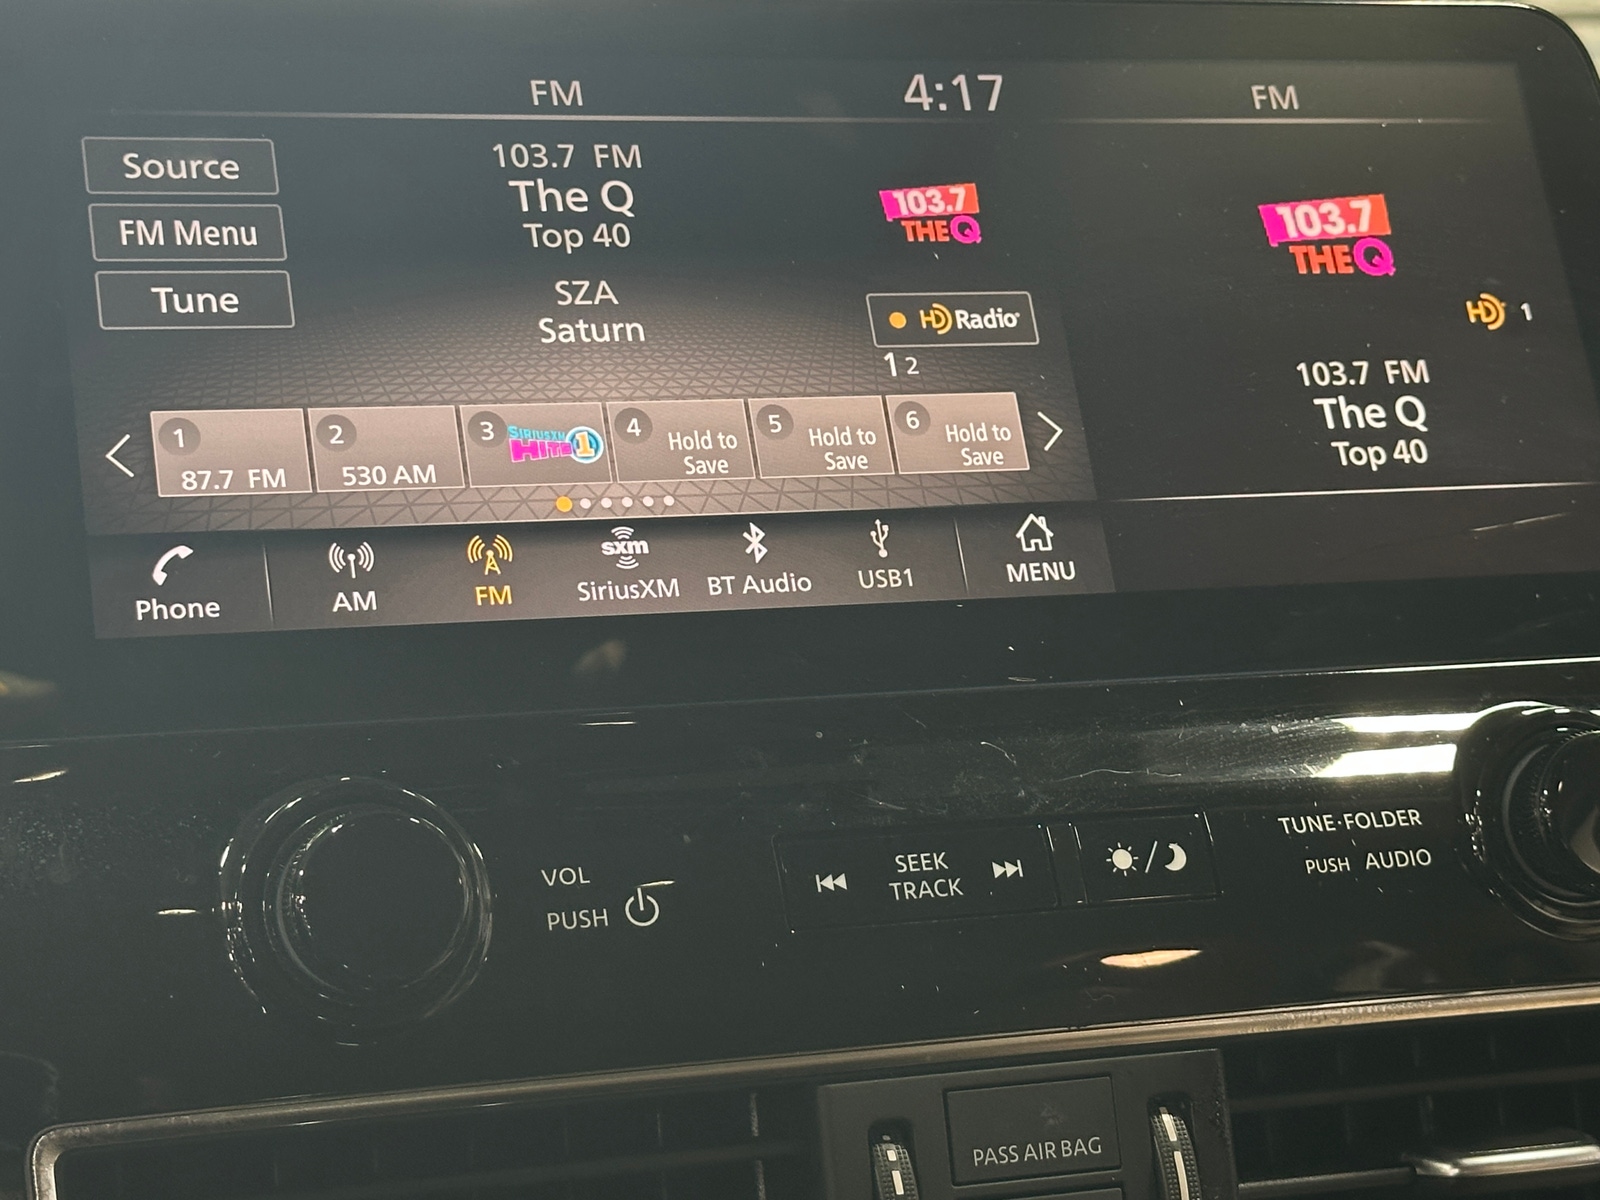 FM
4:17
FM
Source
FM Menu
Tune
103.7 FM
The Q
Top 40
SZA
Saturn
103.7
THE Q
HD Radio
1 2
103.7
THE Q
HD 1
103.7 FM
The Q
Top 40
1
87.7 FM
2
530 AM
3
SIRIUSXM
HITS 1
4
Hold to
Save
5
Hold to
Save
6
Hold to
Save
Phone
AM
FM
sxm
SiriusXM
BT Audio
USB1
MENU
VOL
PUSH
SEEK
TRACK
TUNE·FOLDER
PUSH AUDIO
PASS AIR BAG